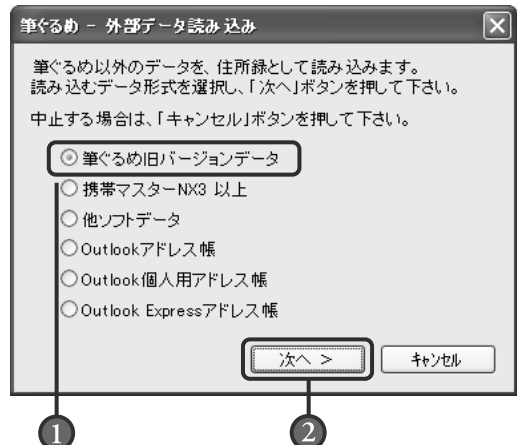 筆ぐるめ - 外部データ読み込み
筆ぐるめ以外のデータを、住所録として読み込みます。
読み込むデータ形式を選択し、「次へ」ボタンを押して下さい。
中止する場合は、「キャンセル」ボタンを押して下さい。
筆ぐるめ旧バージョンデータ
携帯マスターNX3 以上
他ソフトデータ
Outlookアドレス帳
Outlook個人用アドレス帳
Outlook Expressアドレス帳
次へ > キャンセル
1 2